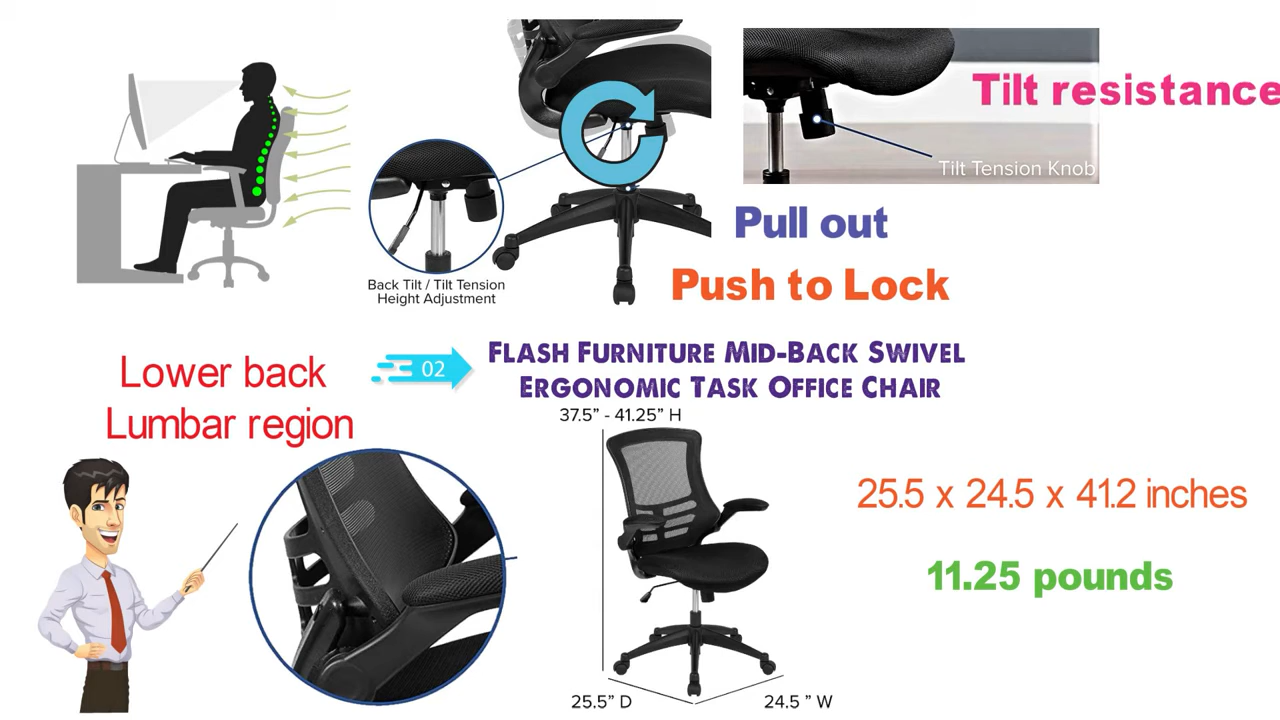 Tilt resistance
Tilt Tension Knob
Pull out
Push to Lock
Back Tilt / Tilt Tension
Height Adjustment
Lower back
Lumbar region
02
FLASH FURNITURE MID-BACK SWIVEL
ERGONOMIC TASK OFFICE CHAIR
37.5” - 41.25” H
25.5 x 24.5 x 41.2 inches
11.25 pounds
25.5” D
24.5 ” W